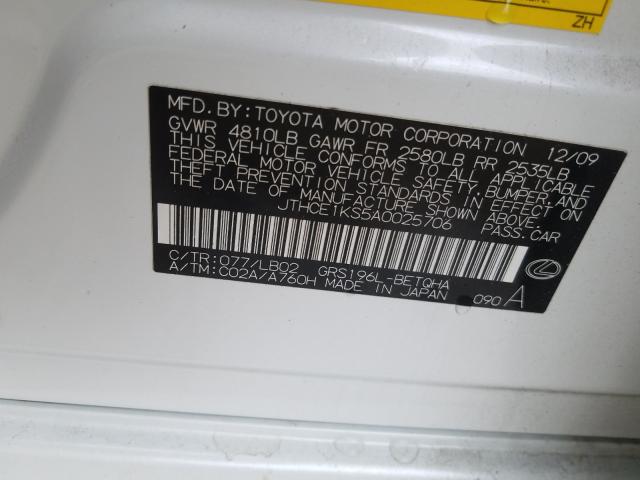 ZH
MFD. BY: TOYOTA MOTOR CORPORATION 12/09
GVWR 4810LB GAWR FR 2580LB RR 2535LB
THIS VEHICLE CONFORMS TO ALL APPLICABLE
FEDERAL MOTOR VEHICLE SAFETY, BUMPER, AND
THEFT PREVENTION STANDARDS IN EFFECT ON
THE DATE OF MANUFACTURE SHOWN ABOVE.
JTHCE1KS5A0025706 PASS.CAR
C/TR: 077/LB02 GRS196L-BETQHA
A/TM: C02A/A760H MADE IN JAPAN 090 A